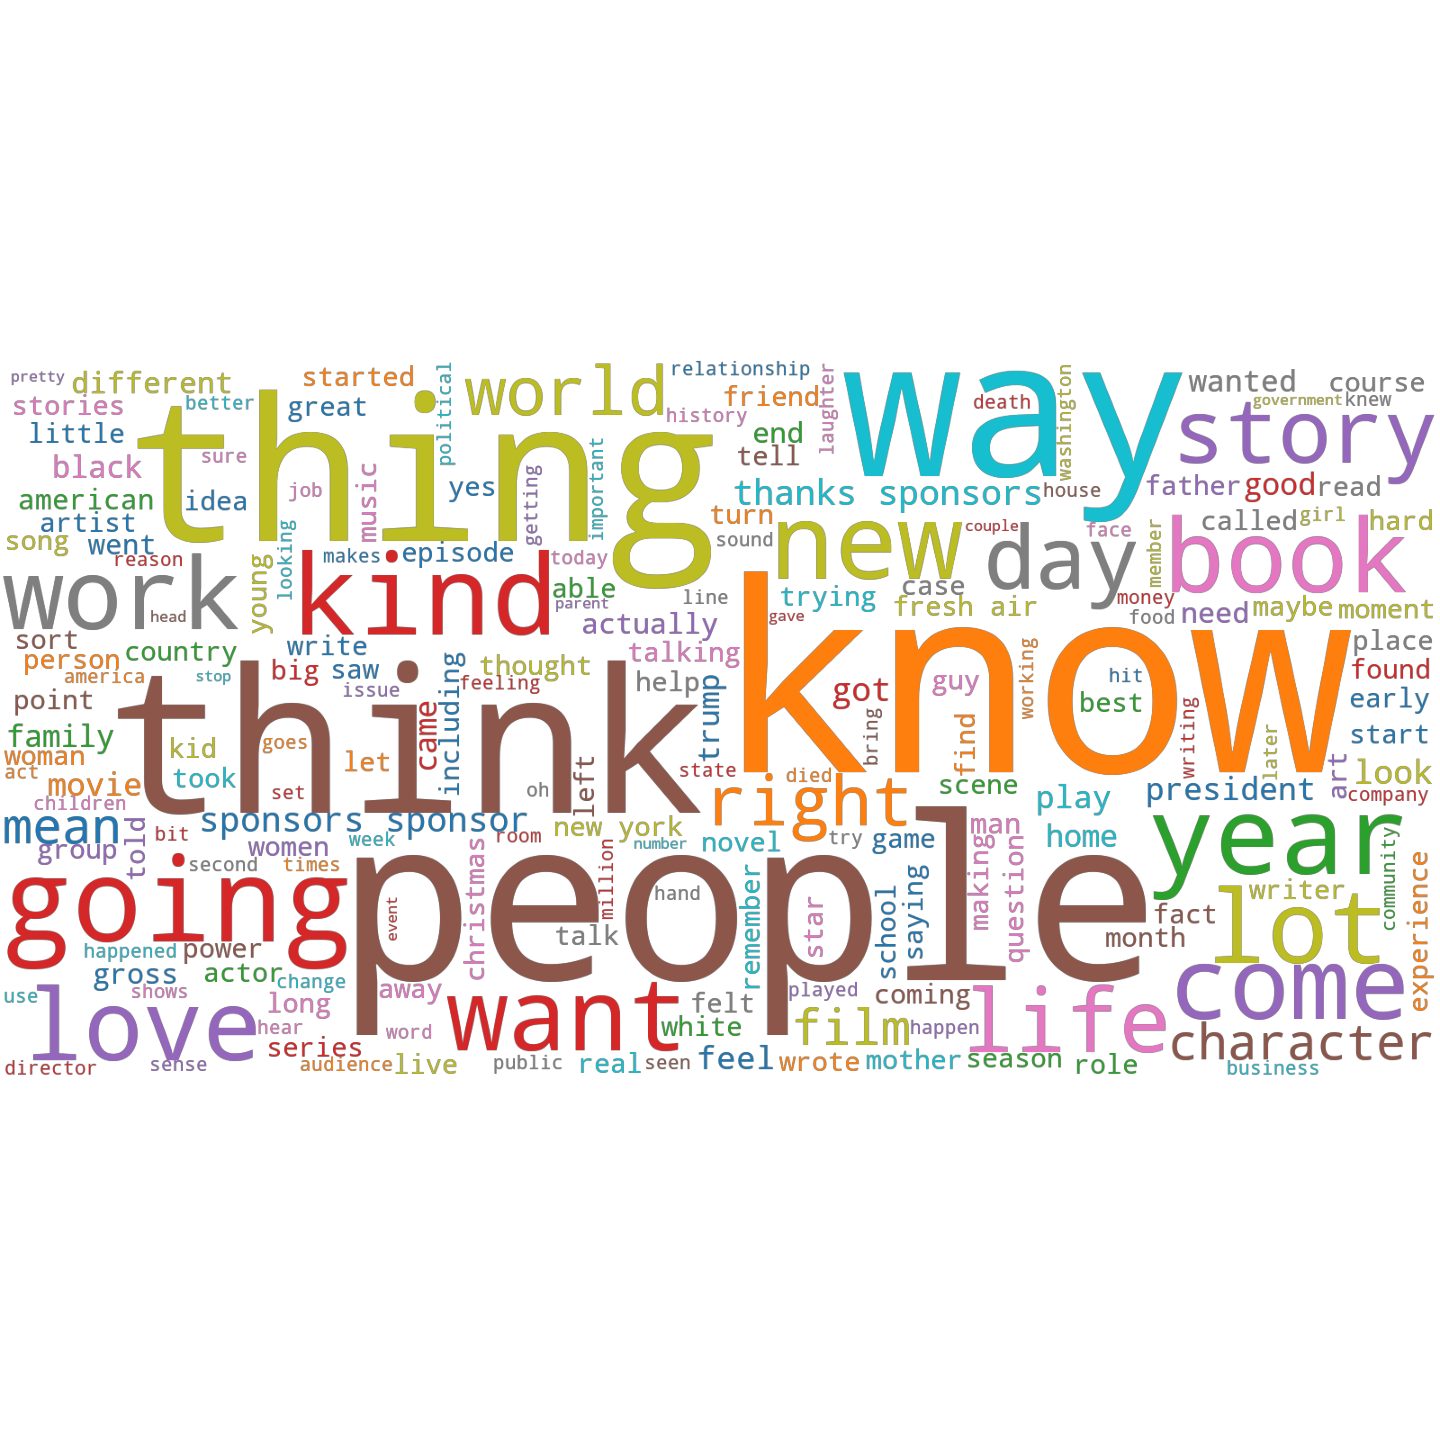 pretty
different
started
world
relationship
way
wanted
course
stories
better
great
political
history
friend
laughter
death
washington
government
knew
little
thing
end
story
black
sure
tell
american
idea
job
music
yes
getting
important
thanks sponsors
house
father
good
read
artist
turn
new
couple
face
called
girl
hard
song
went
sound
day
member
book
reason
looking
makes
episode
today
work
kind
able
line
trying
case
money
young
head
parent
gave
fresh air
food
need
maybe
moment
sort
write
actually
know
place
person
country
big
saw
including
thought
talking
america
stop
issue
feeling
help
trump
got
guy
working
hit
found
point
think
best
early
family
goes
came
bring
find
writing
later
start
woman
kid
let
left
state
died
act
took
movie
set
oh
scene
president
art
look
children
right
play
company
mean
bit
told
sponsors sponsor
room
new york
novel
try
game
man
home
year
group
women
week
number
second
times
christmas
million
people
hand
remember
star
school
saying
making
question
writer
community
going
event
fact
lot
happened
power
talk
month
experience
gross
actor
change
use
shows
long
away
felt
played
coming
life
come
love
hear
word
want
white
film
happen
character
series
director
sense
audience
live
public
real
seen
feel
wrote
mother
season
role
business